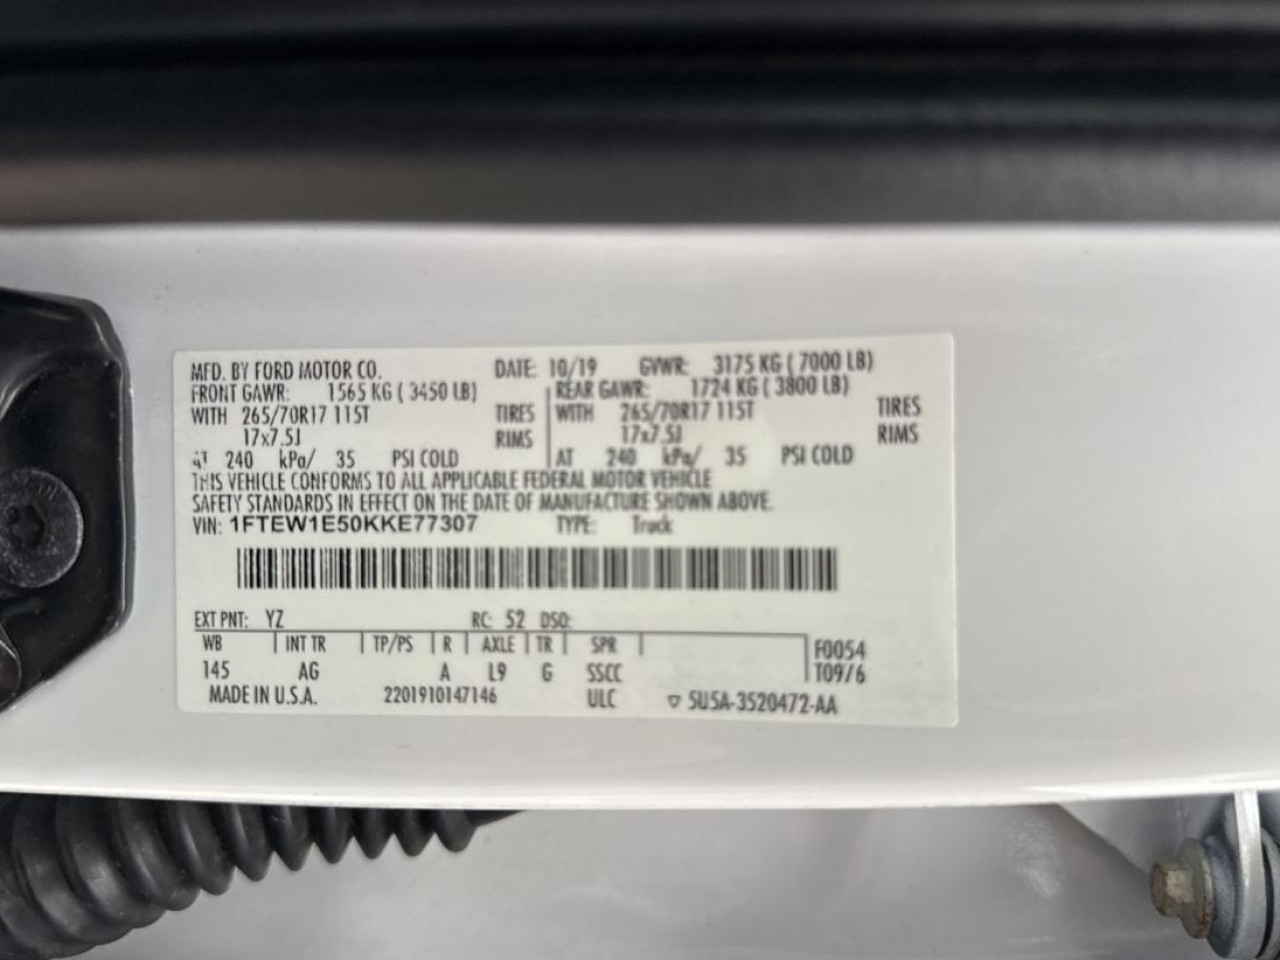 MFD. BY FORD MOTOR CO. DATE: 10/19 GVWR: 3175 KG ( 7000 LB)
FRONT GAWR: 1565 KG ( 3450 LB) REAR GAWR: 1724 KG ( 3800 LB)
WITH 265/70R17 115T TIRES WITH 265/70R17 115T TIRES
17x7.5J RIMS 17x7.5J RIMS
AT 240 kPa/ 35 PSI COLD AT 240 kPa/ 35 PSI COLD
THIS VEHICLE CONFORMS TO ALL APPLICABLE FEDERAL MOTOR VEHICLE
SAFETY STANDARDS IN EFFECT ON THE DATE OF MANUFACTURE SHOWN ABOVE.
VIN: 1FTEW1E50KKE77307 TYPE: Truck
EXT PNT: YZ RC: 52 DSO:
WB INT TR TP/PS R AXLE TR SPR F0054
145 AG A L9 G SSCC T09/6
MADE IN U.S.A. 2201910147146 ULC ▽ 5U5A-3520472-AA